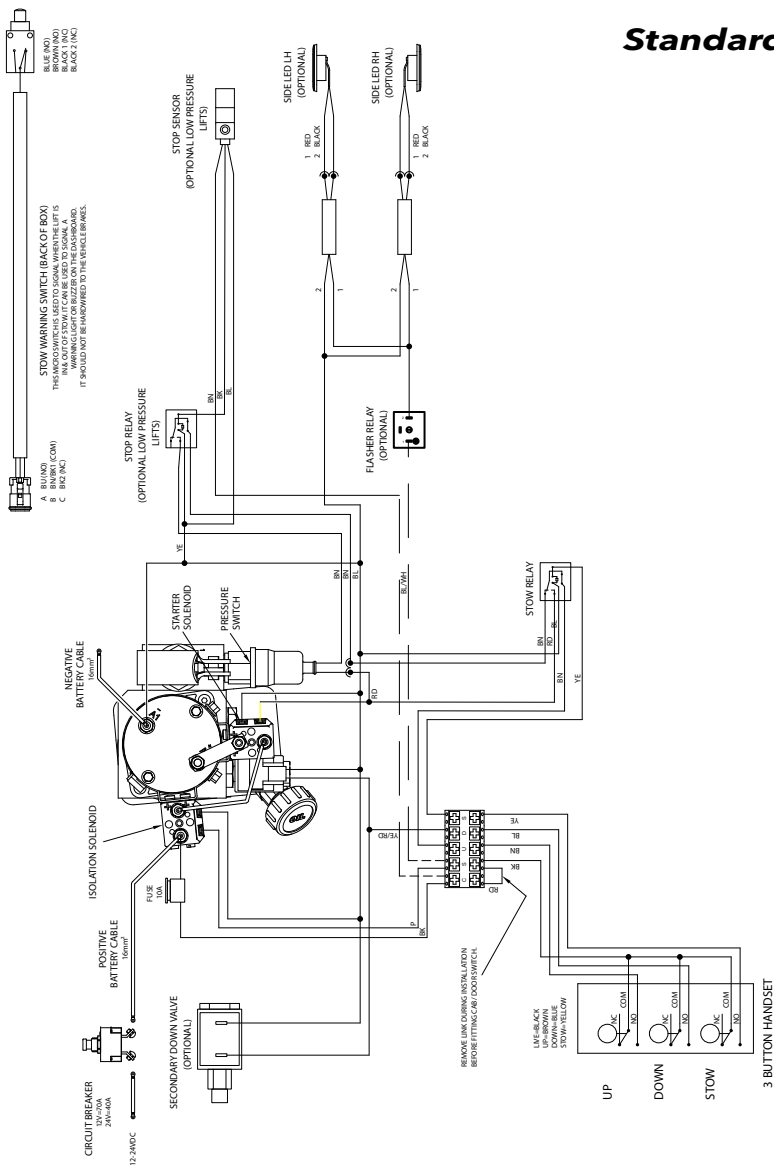 Standard
BLUE (NO)
BROWN (NO)
BLACK 1 (NC)
BLACK 2 (NC)
STOW WARNING SWITCH (BACK OF BOX)
THIS MICROSWITCH IS USED TO SIGNAL WHEN THE LIFT IS
IN & OUT OF STOW. IT CAN BE USED TO SIGNAL A
WARNING LIGHT OR BUZZER ON THE DASHBOARD.
IT SHOULD NOT BE HARDWIRED TO THE VEHICLE BRAKES.
A BU (NO)
B BN/BK1 (COM)
C BK2 (NC)
STOP SENSOR
(OPTIONAL LOW PRESSURE
LIFTS)
SIDE LED LH
(OPTIONAL)
SIDE LED RH
(OPTIONAL)
1 RED
2 BLACK
1 RED
2 BLACK
2
1
2
1
BN
BK
BL
STOP RELAY
(OPTIONAL LOW PRESSURE
LIFTS)
FLASHER RELAY
(OPTIONAL)
YE
BN
BN
BL
BL/WH
STOW RELAY
BN
RD
BL
BN
YE
NEGATIVE
BATTERY CABLE
16mm²
STARTER
SOLENOID
PRESSURE
SWITCH
RD
A1
ISOLATION SOLENOID
POSITIVE
BATTERY CABLE
16mm²
FUSE
10A
YE/RD
P
BK
CIRCUIT BREAKER
12V=70A
24V=40A
12-24VDC
SECONDARY DOWN VALVE
(OPTIONAL)
C S U D S
RD
BK
BN
BL
YE
REMOVE LINK DURING INSTALLATION
BEFORE FITTING CAB / DOOR SWITCH.
LIVE=BLACK
UP=BROWN
DOWN=BLUE
STOW=YELLOW
UP
NC
COM
NO
DOWN
NC
COM
NO
STOW
NC
COM
NO
3 BUTTON HANDSET